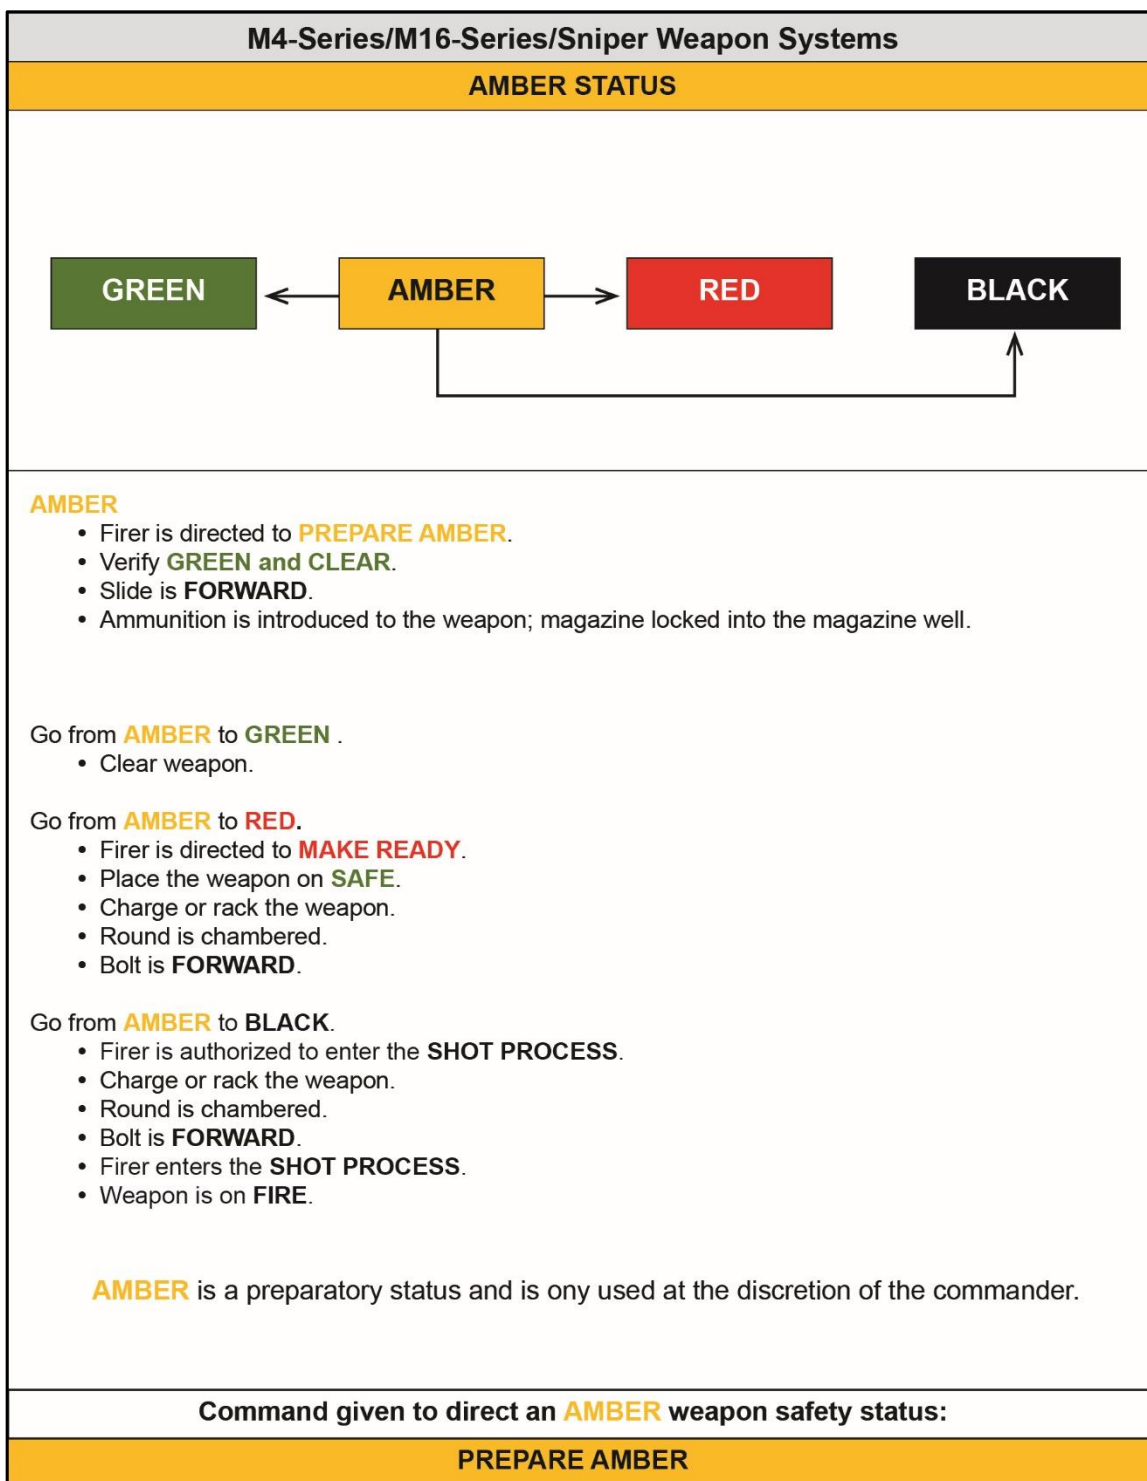 M4-Series/M16-Series/Sniper Weapon Systems
AMBER STATUS
GREEN
AMBER
RED
BLACK
AMBER
• Firer is directed to PREPARE AMBER.
• Verify GREEN and CLEAR.
• Slide is FORWARD.
• Ammunition is introduced to the weapon; magazine locked into the magazine well.
Go from AMBER to GREEN .
• Clear weapon.
Go from AMBER to RED.
• Firer is directed to MAKE READY.
• Place the weapon on SAFE.
• Charge or rack the weapon.
• Round is chambered.
• Bolt is FORWARD.
Go from AMBER to BLACK.
• Firer is authorized to enter the SHOT PROCESS.
• Charge or rack the weapon.
• Round is chambered.
• Bolt is FORWARD.
• Firer enters the SHOT PROCESS.
• Weapon is on FIRE.
AMBER is a preparatory status and is ony used at the discretion of the commander.
Command given to direct an AMBER weapon safety status:
PREPARE AMBER